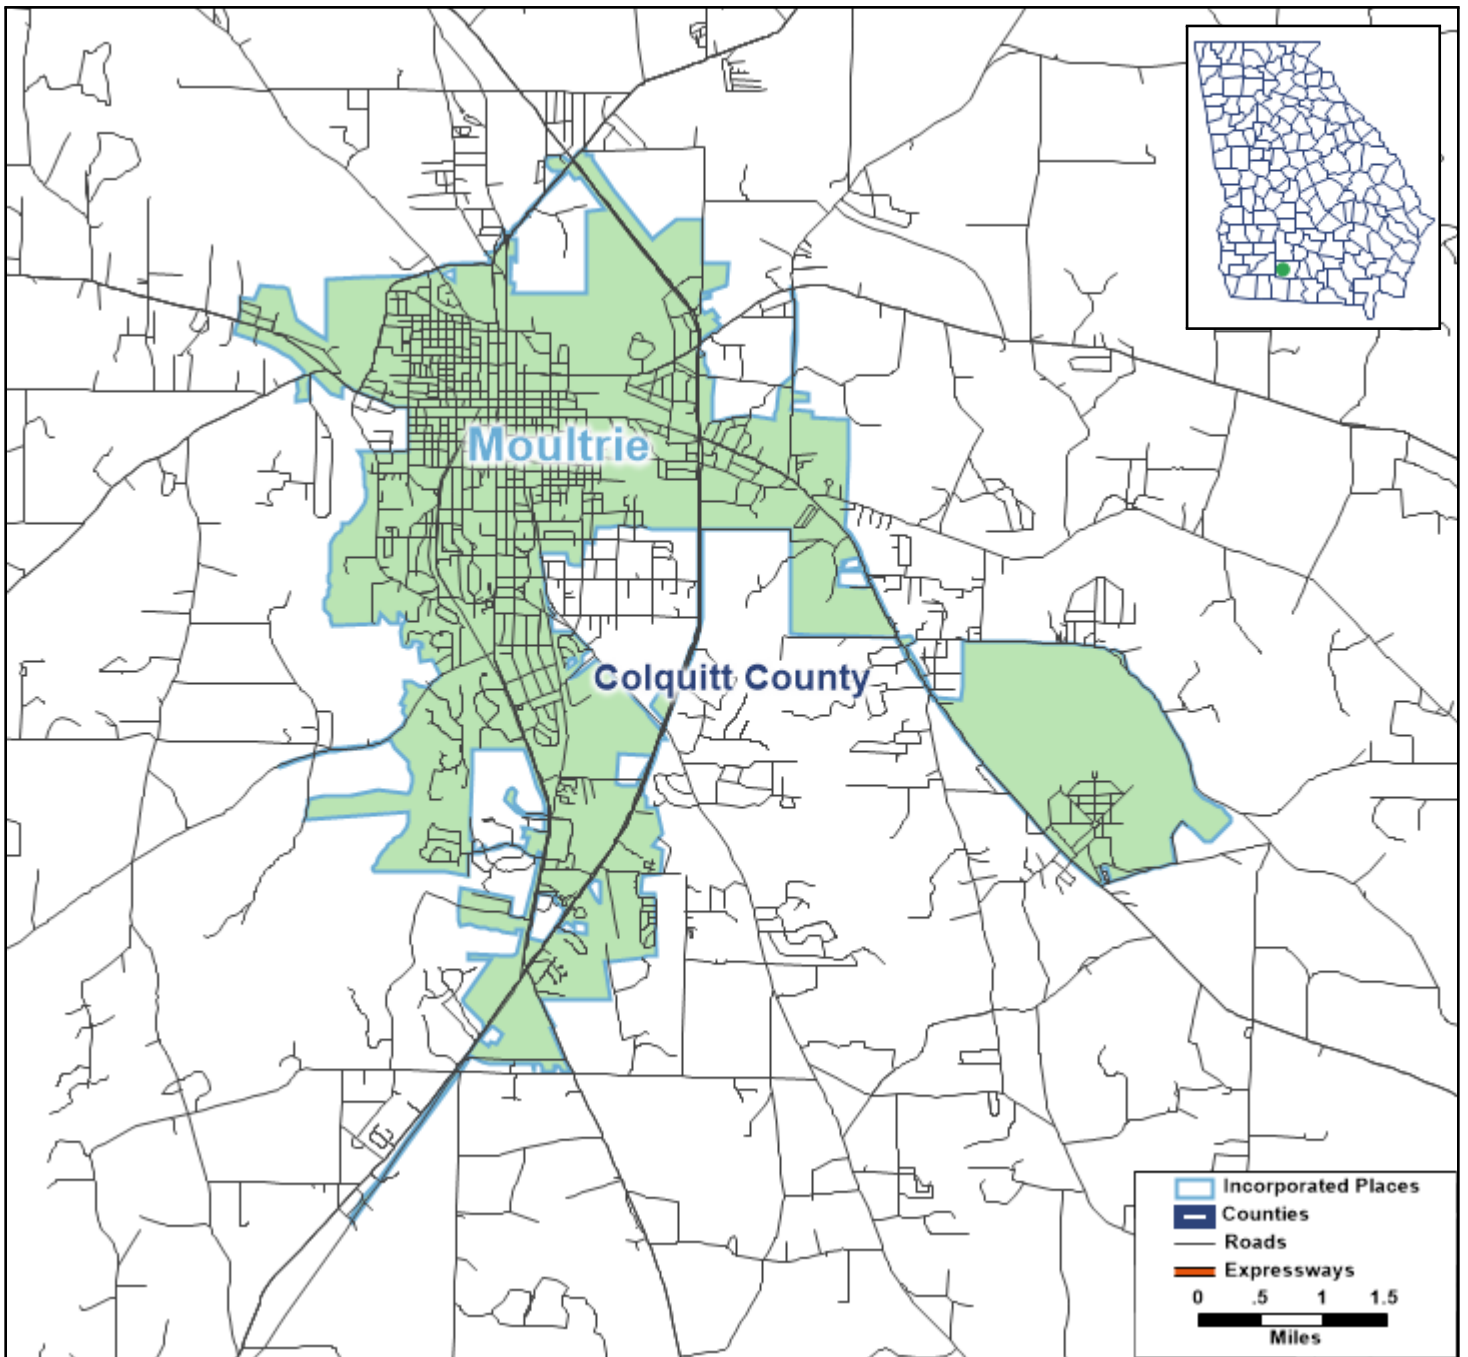 Moultrie
Colquitt County
Incorporated Places
Counties
Roads
Expressways
0 .5 1 1.5
Miles